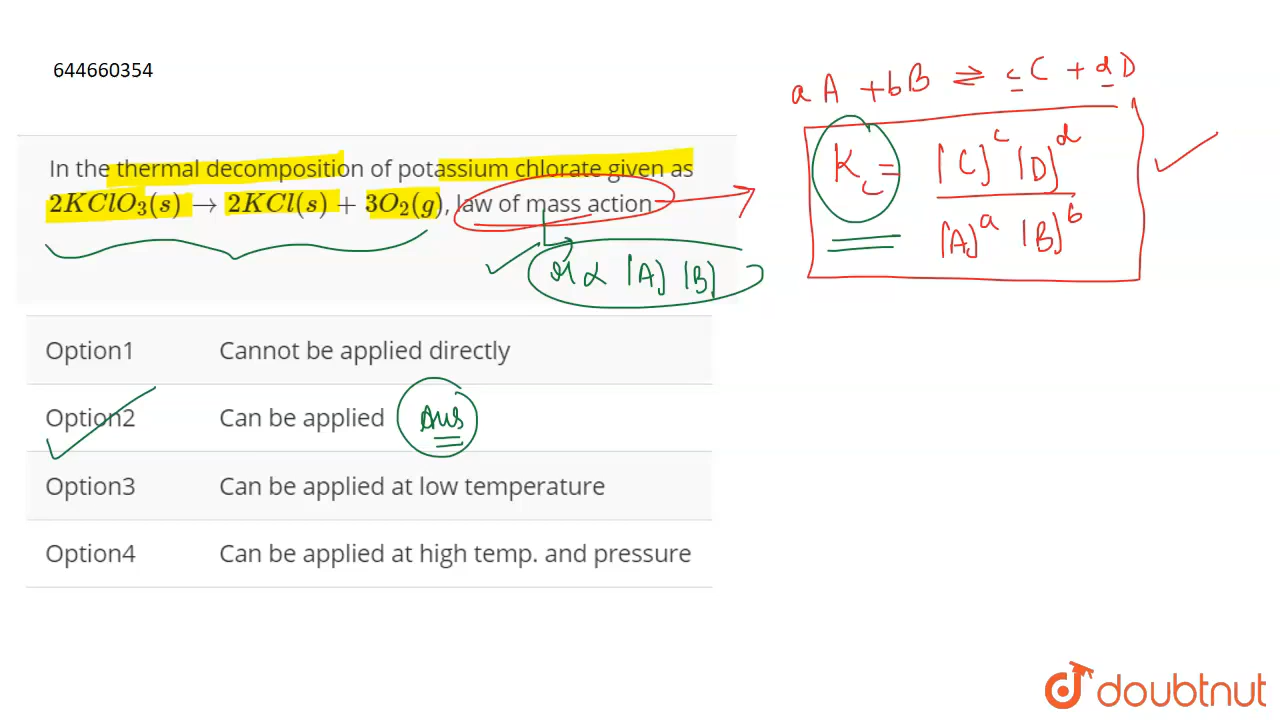 644660354
In the thermal decomposition of potassium chlorate given as
2KClO₃(s) → 2KCl(s) + 3O₂(g), law of mass action
Option1 Cannot be applied directly
Option2 Can be applied Ans
Option3 Can be applied at low temperature
Option4 Can be applied at high temp. and pressure
r α [A] [B]
aA + bB ⇌ cC + dD
K_c = [C]^c [D]^d
[A]^a [B]^b
doubtnut